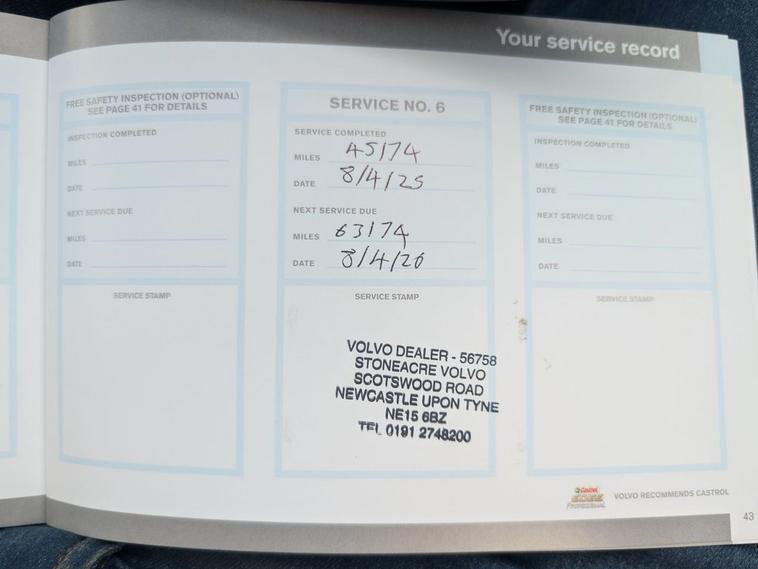 Your service record
FREE SAFETY INSPECTION (OPTIONAL)
SEE PAGE 41 FOR DETAILS
INSPECTION COMPLETED
MILES
DATE
NEXT SERVICE DUE
MILES
DATE
SERVICE STAMP
SERVICE NO. 6
SERVICE COMPLETED
MILES 45174
DATE 8/4/25
NEXT SERVICE DUE
MILES 63174
DATE 8/4/26
SERVICE STAMP
VOLVO DEALER - 56758
STONEACRE VOLVO
SCOTSWOOD ROAD
NEWCASTLE UPON TYNE
NE15 6BZ
TEL 0191 2748200
FREE SAFETY INSPECTION (OPTIONAL)
SEE PAGE 41 FOR DETAILS
INSPECTION COMPLETED
MILES
DATE
NEXT SERVICE DUE
MILES
DATE
SERVICE STAMP
Castrol
EDGE
Professional
VOLVO RECOMMENDS CASTROL
43